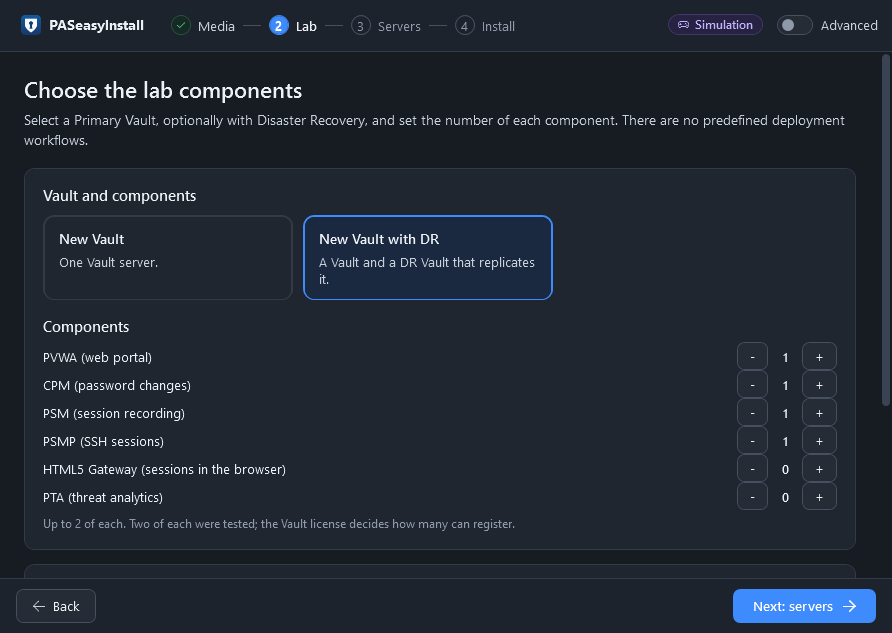 PASeasyInstall
Media
2 Lab
3 Servers
4 Install
Simulation
Advanced
Choose the lab components
Select a Primary Vault, optionally with Disaster Recovery, and set the number of each component. There are no predefined deployment
workflows.
Vault and components
New Vault
One Vault server.
New Vault with DR
A Vault and a DR Vault that replicates
it.
Components
PVWA (web portal) - 1 +
CPM (password changes) - 1 +
PSM (session recording) - 1 +
PSMP (SSH sessions) - 1 +
HTML5 Gateway (sessions in the browser) - 0 +
PTA (threat analytics) - 0 +
Up to 2 of each. Two of each were tested; the Vault license decides how many can register.
← Back
Next: servers →